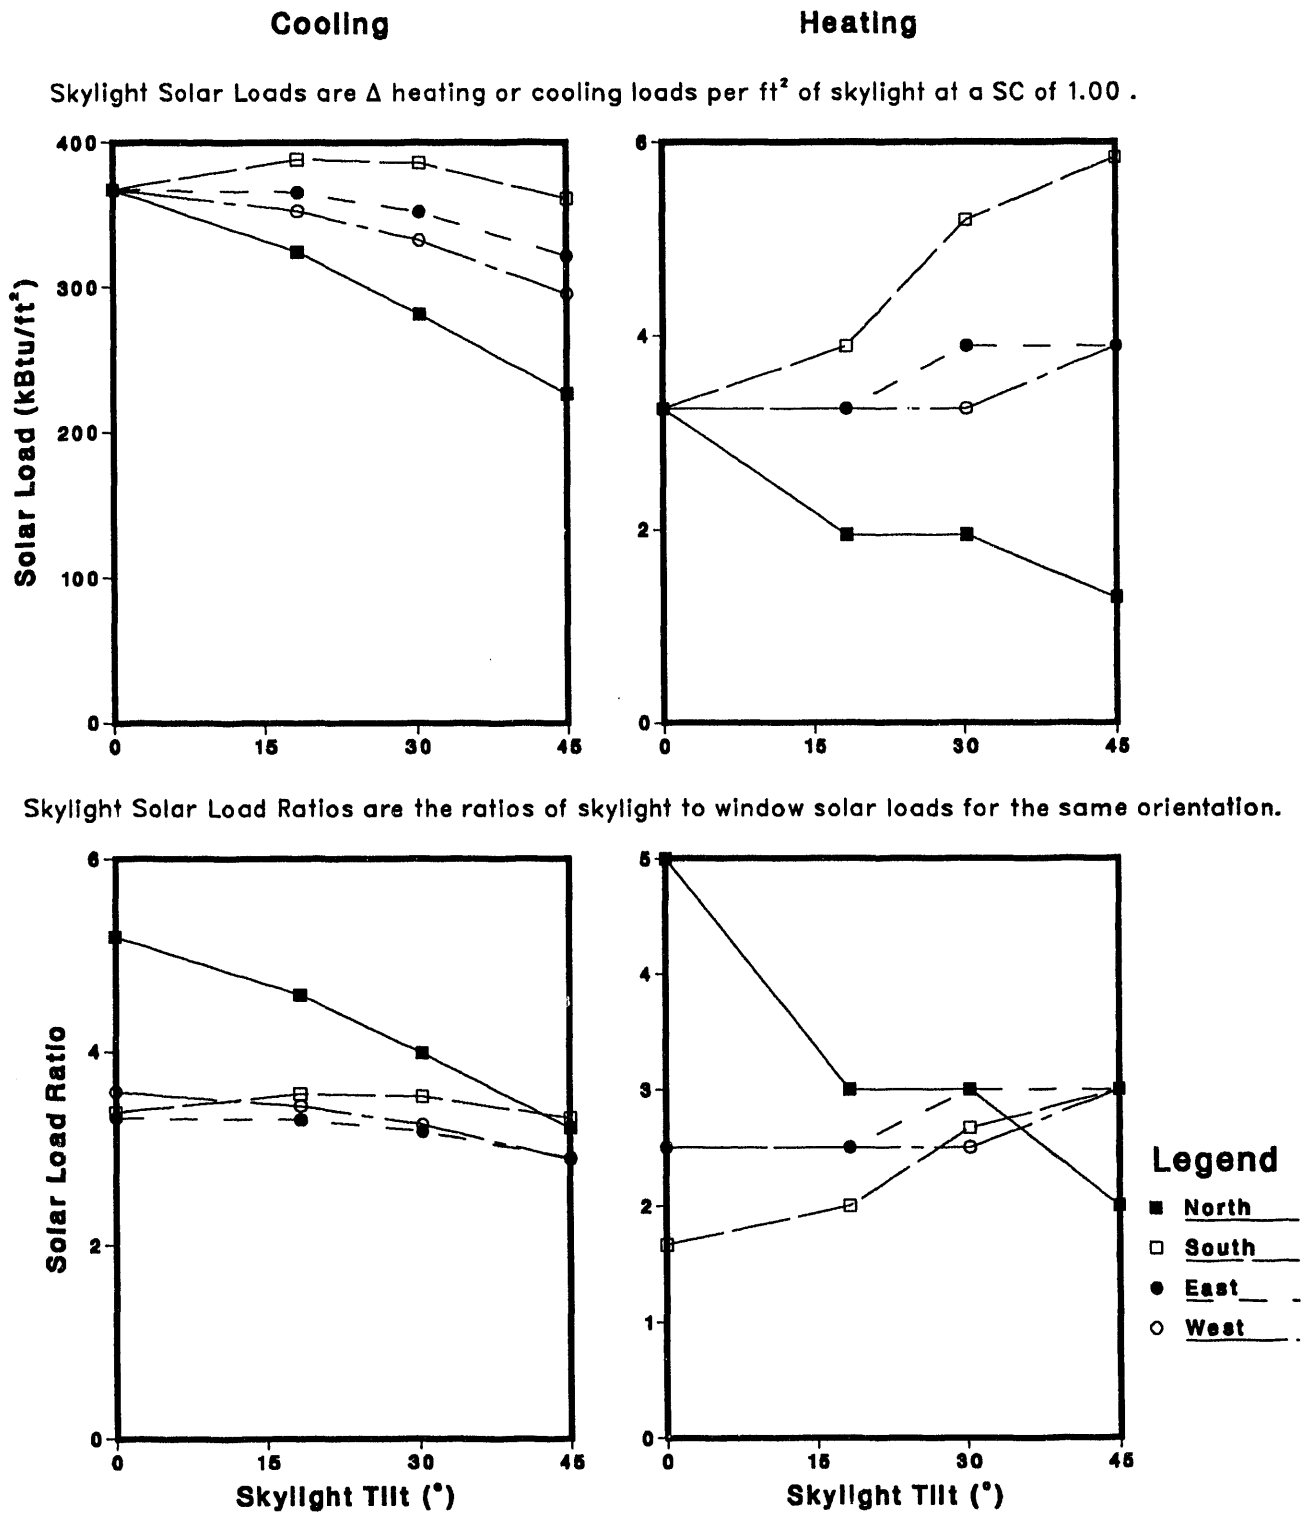 Cooling Heating
Skylight Solar Loads are Δ heating or cooling loads per ft² of skylight at a SC of 1.00 .
400
300
200
100
0
0 15 30 45
Solar Load (kBtu/ft²)
6
4
2
0
0 15 30 45
Skylight Solar Load Ratios are the ratios of skylight to window solar loads for the same orientation.
6
4
2
0
0 15 30 45
Solar Load Ratio
Skylight Tilt (°)
5
4
3
2
1
0
0 15 30 45
Skylight Tilt (°)
Legend
North
South
East
West